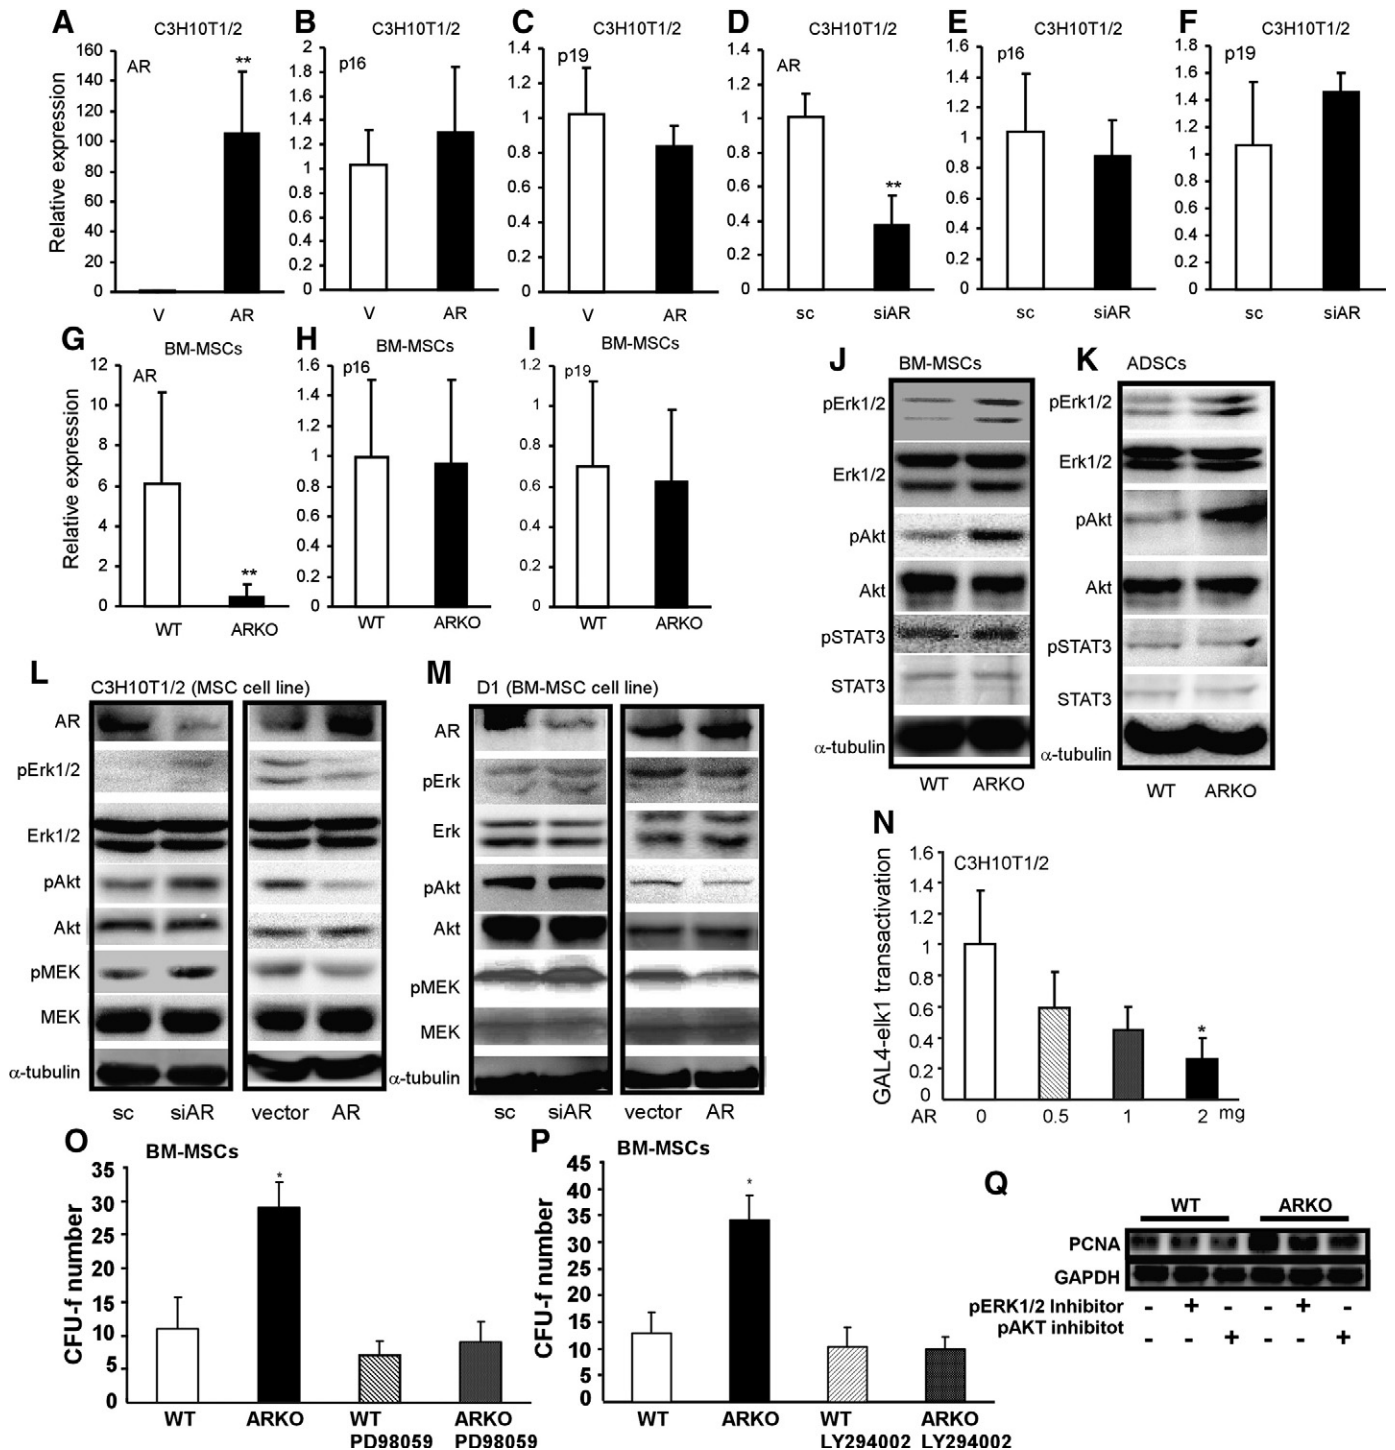 A
C3H10T1/2
AR
Relative expression
160
140
120
100
80
60
40
20
0
**
V
AR
B
C3H10T1/2
p16
2
1.8
1.6
1.4
1.2
1
0.8
0.6
0.4
0.2
0
V
AR
C
C3H10T1/2
p19
1.4
1.2
1
0.8
0.6
0.4
0.2
0
V
AR
D
C3H10T1/2
AR
1.4
1.2
1
0.8
0.6
0.4
0.2
0
**
sc
siAR
E
C3H10T1/2
p16
1.6
1.4
1.2
1
0.8
0.6
0.4
0.2
0
sc
siAR
F
C3H10T1/2
p19
1.8
1.6
1.4
1.2
1
0.8
0.6
0.4
0.2
0
sc
siAR
G
BM-MSCs
AR
Relative expression
12
10
8
6
4
2
0
**
WT
ARKO
H
BM-MSCs
p16
1.6
1.4
1.2
1
0.8
0.6
0.4
0.2
0
WT
ARKO
I
BM-MSCs
p19
1.2
1
0.8
0.6
0.4
0.2
0
WT
ARKO
J
BM-MSCs
pErk1/2
Erk1/2
pAkt
Akt
pSTAT3
STAT3
α-tubulin
WT ARKO
K
ADSCs
pErk1/2
Erk1/2
pAkt
Akt
pSTAT3
STAT3
α-tubulin
WT ARKO
L
C3H10T1/2 (MSC cell line)
AR
pErk1/2
Erk1/2
pAkt
Akt
pMEK
MEK
α-tubulin
sc siAR vector AR
M
D1 (BM-MSC cell line)
AR
pErk
Erk
pAkt
Akt
pMEK
MEK
α-tubulin
sc siAR vector AR
N
C3H10T1/2
GAL4-elk1 transactivation
1.6
1.4
1.2
1
0.8
0.6
0.4
0.2
0
*
AR 0 0.5 1 2 mg
O
BM-MSCs
CFU-f number
35
30
25
20
15
10
5
0
*
WT ARKO WT ARKO
PD98059 PD98059
P
BM-MSCs
CFU-f number
45
40
35
30
25
20
15
10
5
0
*
WT ARKO WT ARKO
LY294002 LY294002
Q
WT ARKO
PCNA
GAPDH
pERK1/2 Inhibitor - + - - + -
pAKT inhibitot - - + - - +